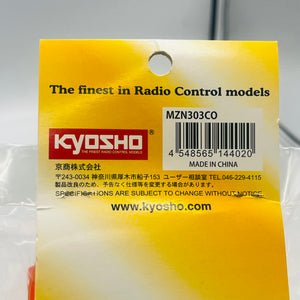 The finest in Radio Control models
MZN303CO
KYOSHO
THE FINEST RADIO CONTROL MODELS
4 548565 144020
京商株式会社
MADE IN CHINA
〒243-0034 神奈川県厚木市船子153 ユーザー相談室 TEL.046-229-4115
製品改良のため、予告なく仕様等を変更する場合があります。
SPECIFICATIONS ARE SUBJECT TO CHANGE WITHOUT NOTICE.
www.kyosho.com